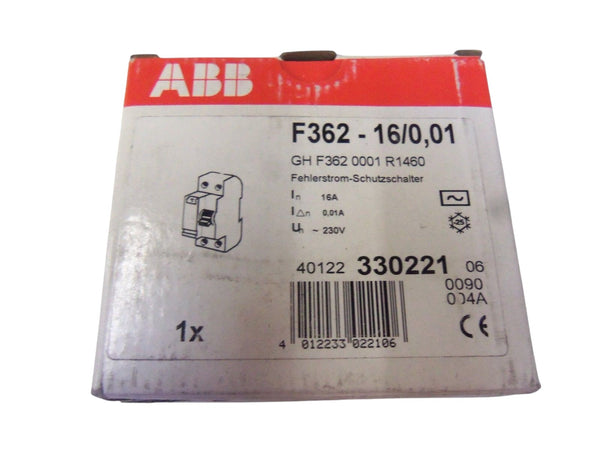 ABB
F362 - 16/0,01
GH F362 0001 R1460
Fehlerstrom-Schutzschalter
In 16A
I△n 0,01A
Un ~ 230V
-25
40122 330221 06
0090
004A
1x
4 012233 022106
CE